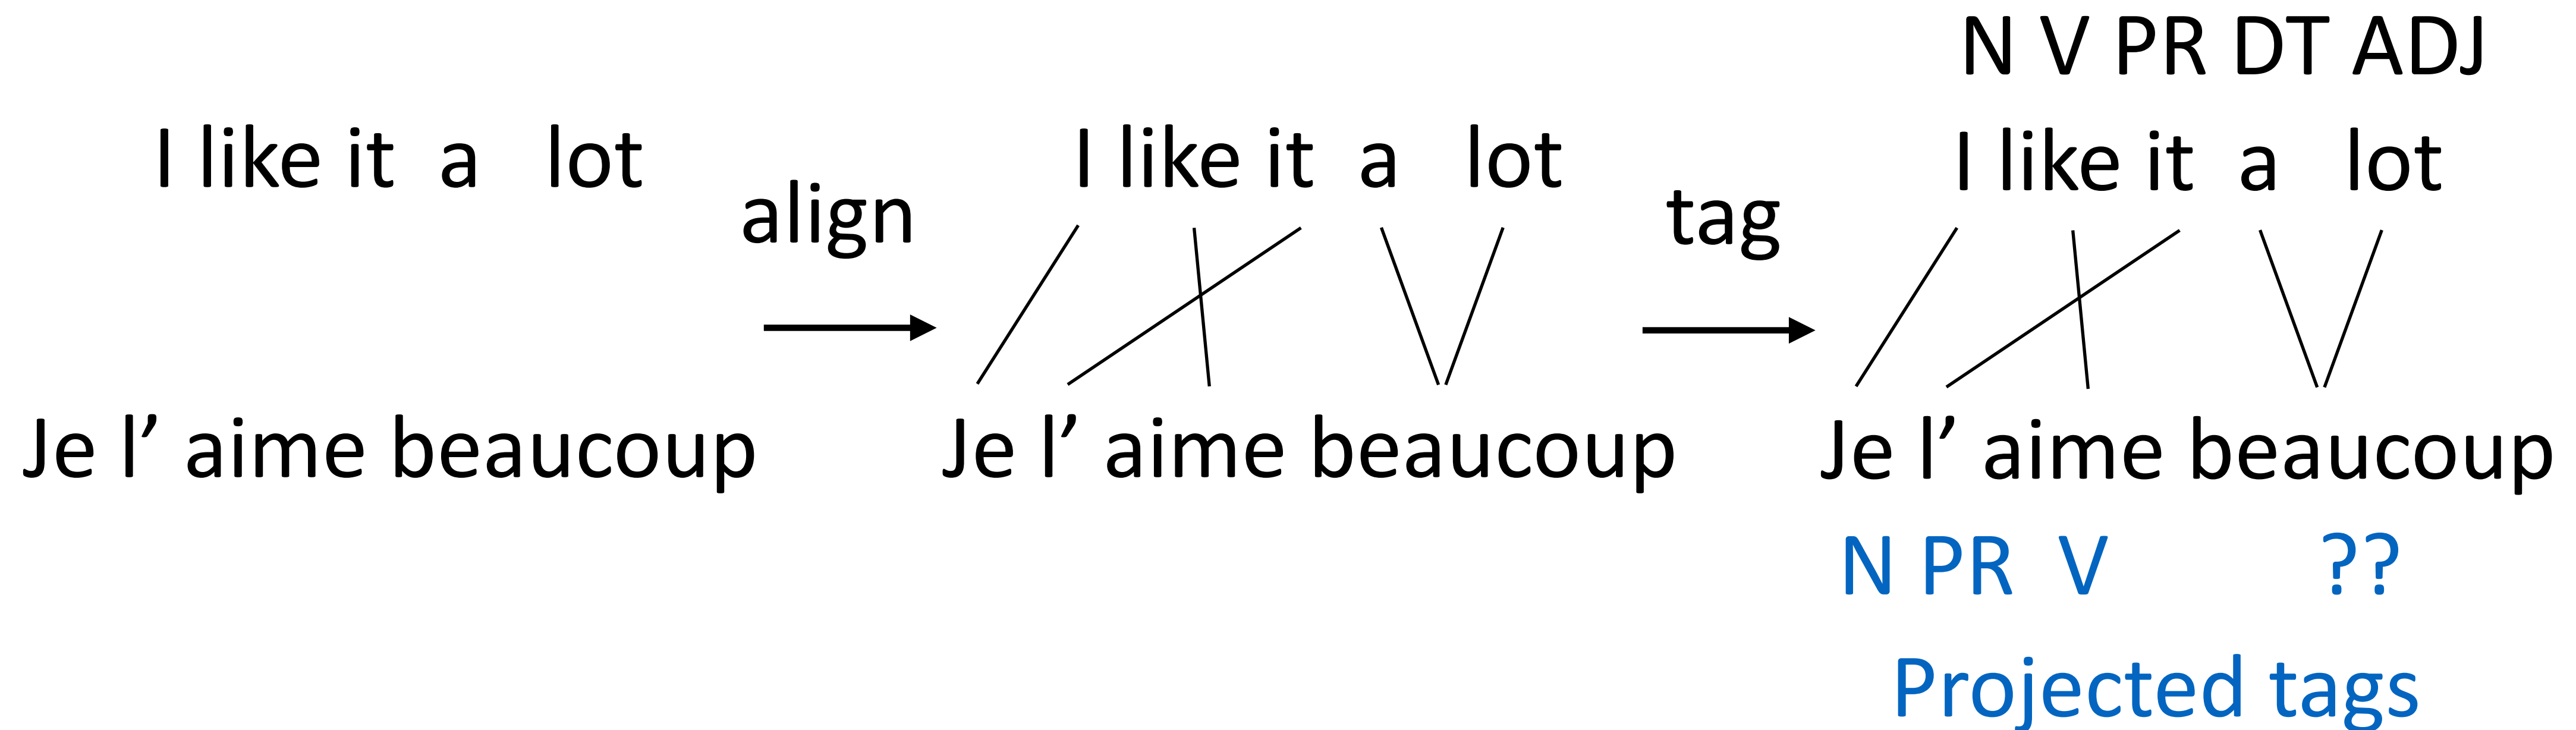 I like it a lot
Je l’ aime beaucoup
align
I like it a lot
Je l’ aime beaucoup
tag
N V PR DT ADJ
I like it a lot
Je l’ aime beaucoup
N PR V ??
Projected tags